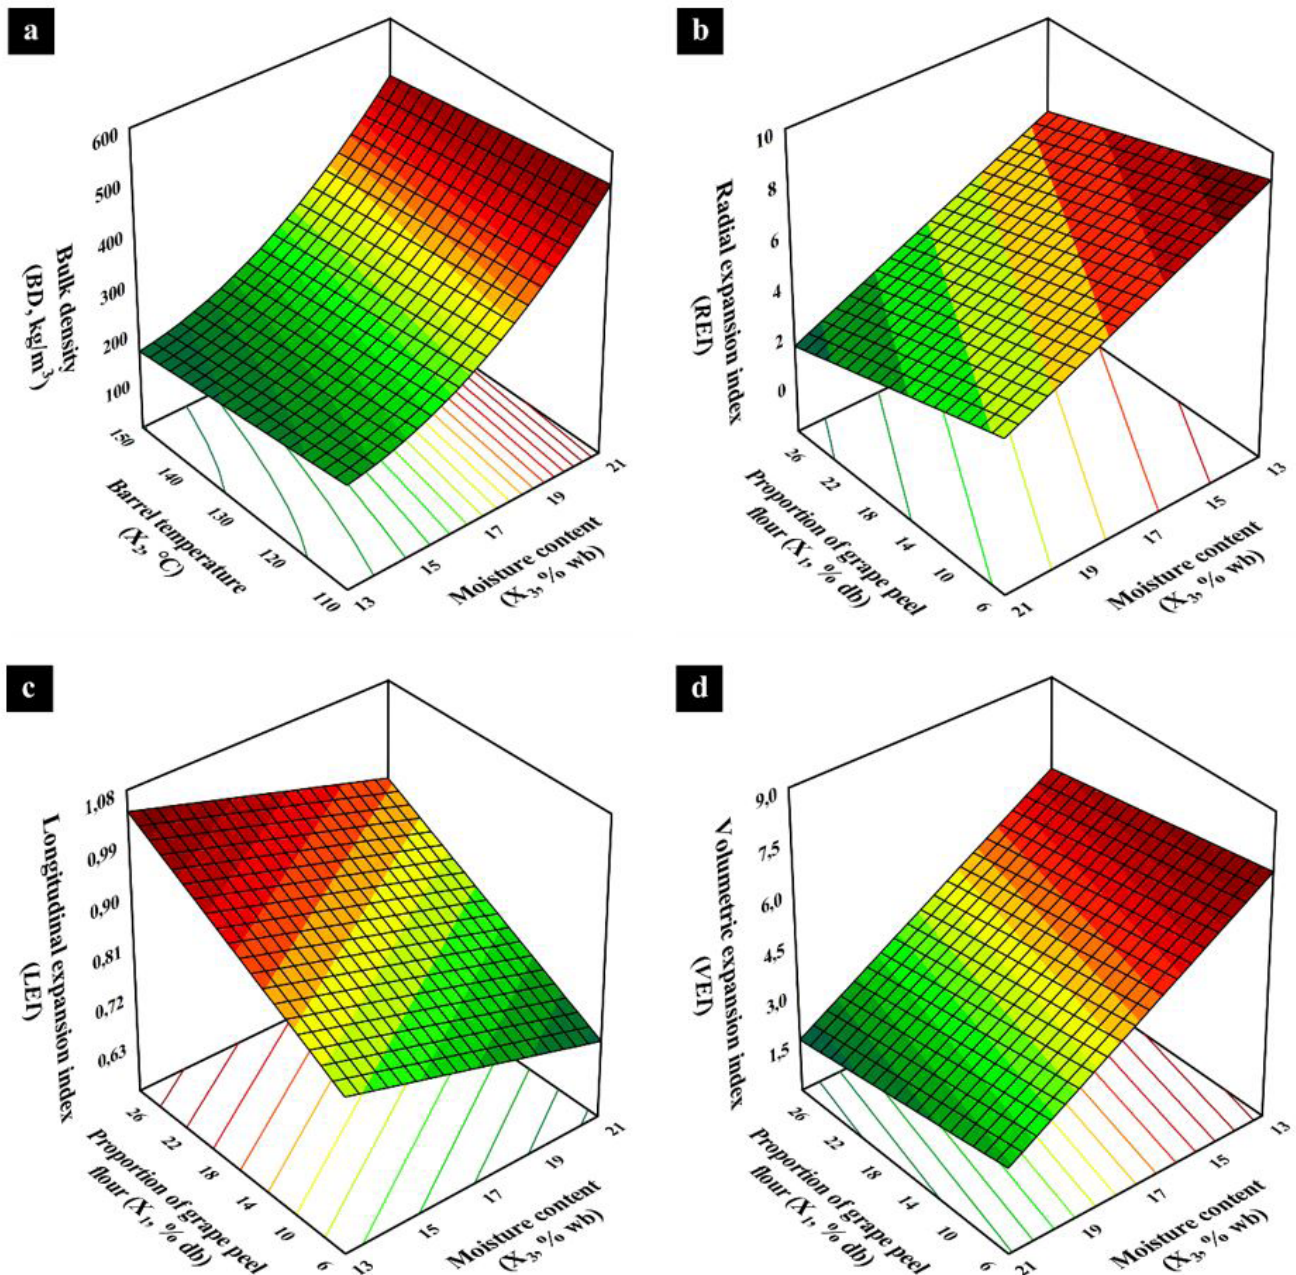 a
600
500
400
300
200
100
Bulk density
(BD, kg/m³)
150
140
130
120
110
Barrel temperature
(X₂, °C)
13
15
17
19
21
Moisture content
(X₃, % wb)
b
10
8
6
4
2
0
Radial expansion index
(REI)
26
22
18
14
10
6
Proportion of grape peel
flour (X₁, % db)
21
19
17
15
13
Moisture content
(X₃, % wb)
c
1,08
0,99
0,90
0,81
0,72
0,63
Longitudinal expansion index
(LEI)
26
22
18
14
10
6
Proportion of grape peel
flour (X₁, % db)
13
15
17
19
21
Moisture content
(X₃, % wb)
d
9,0
7,5
6,0
4,5
3,0
1,5
Volumetric expansion index
(VEI)
26
22
18
14
10
6
Proportion of grape peel
flour (X₁, % db)
21
19
17
15
13
Moisture content
(X₃, % wb)